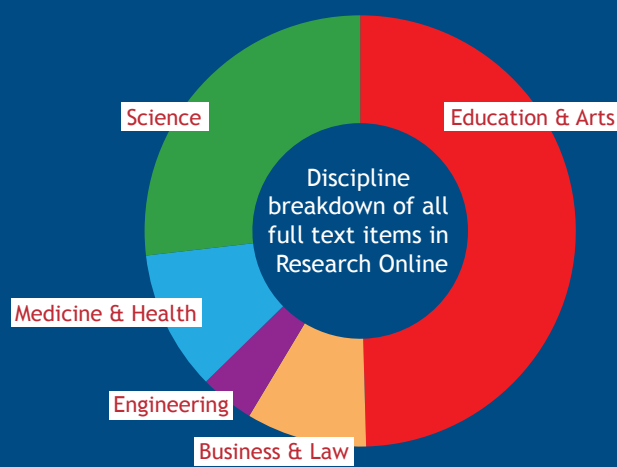 Science
Education & Arts
Discipline
breakdown of all
full text items in
Research Online
Medicine & Health
Engineering
Business & Law